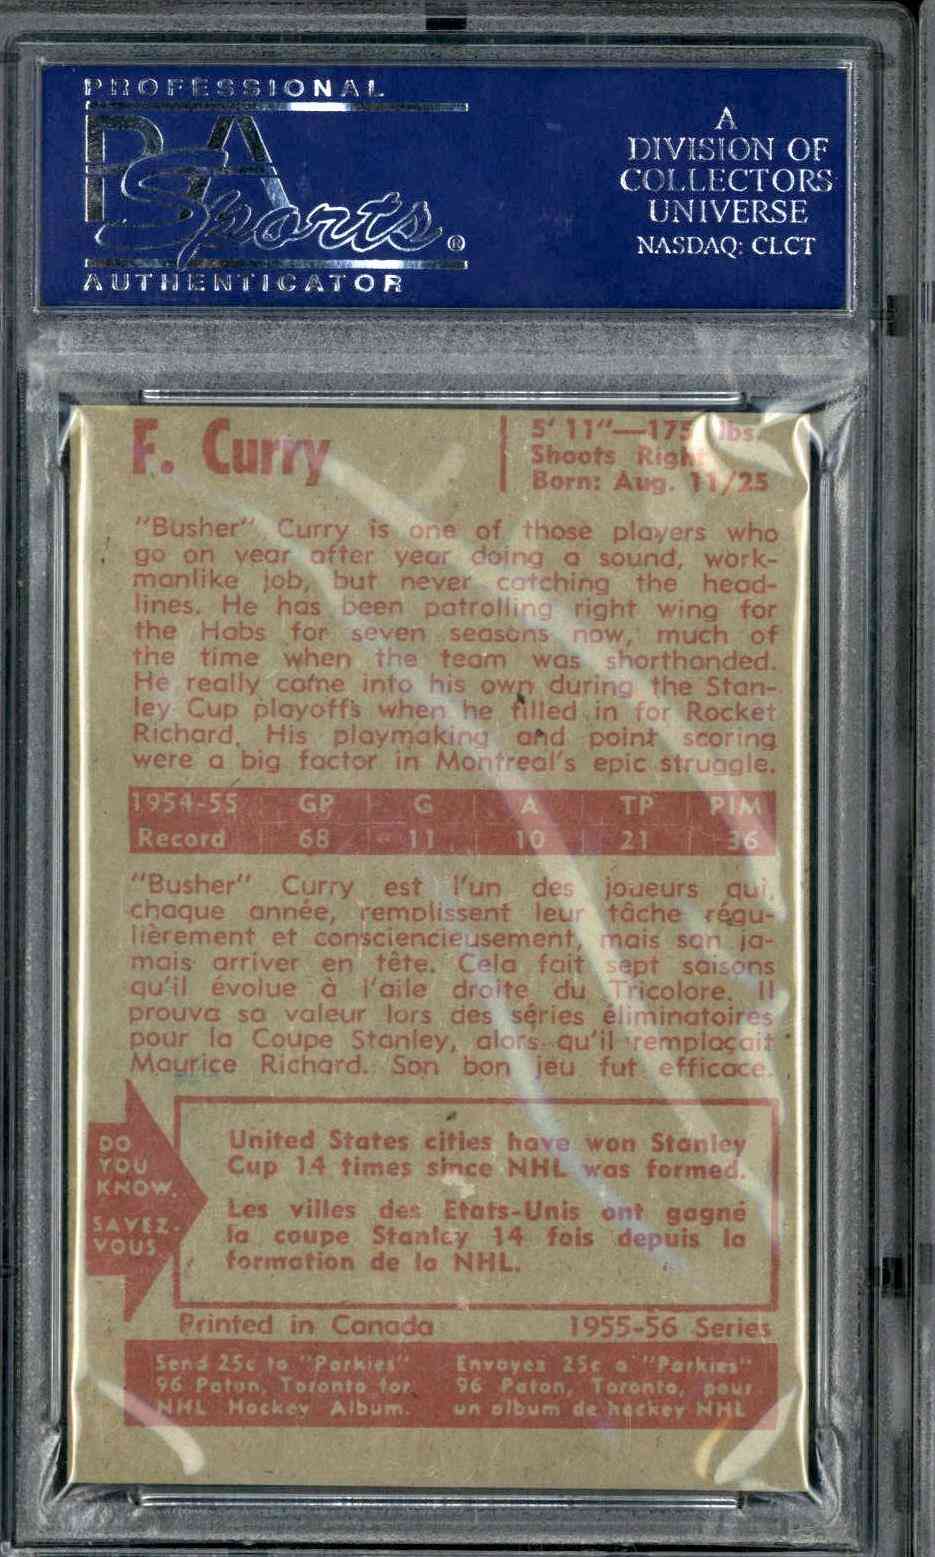 PROFESSIONAL
PSA
Sports®
AUTHENTICATOR
A
DIVISION OF
COLLECTORS
UNIVERSE
NASDAQ: CLCT
F. Curry
5' 11"—175 lbs.
Shoots Right
Born: Aug. 11/25
"Busher" Curry is one of those players who
go on year after year doing a sound, work-
manlike job, but never catching the head-
lines. He has been patrolling right wing for
the Habs for seven seasons now, much of
the time when the team was shorthanded.
He really came into his own during the Stan-
ley Cup playoffs when he filled in for Rocket
Richard. His playmaking and point scoring
were a big factor in Montreal's epic struggle.
1954-55 GP G A TP PIM
Record 68 11 10 21 36
"Busher" Curry est l'un des joueurs qui,
chaque année, remplissent leur tâche régu-
lièrement et consciencieusement, mais san ja-
mais arriver en tête. Cela fait sept saisons
qu'il évolue à l'aile droite du Tricolore. Il
prouva sa valeur lors des séries éliminatoires
pour la Coupe Stanley, alors qu'il remplaçait
Maurice Richard. Son bon jeu fut efficace.
DO
YOU
KNOW.
SAVEZ-
VOUS
United States cities have won Stanley
Cup 14 times since NHL was formed.
Les villes des Etats-Unis ont gagné
la coupe Stanley 14 fois depuis la
formation de la NHL.
Printed in Canada 1955-56 Series
Send 25c to "Parkies"
96 Paton, Toronto for
NHL Hockey Album.
Envoyez 25c a "Parkies"
96 Paton, Toronto, pour
un album de hockey NHL